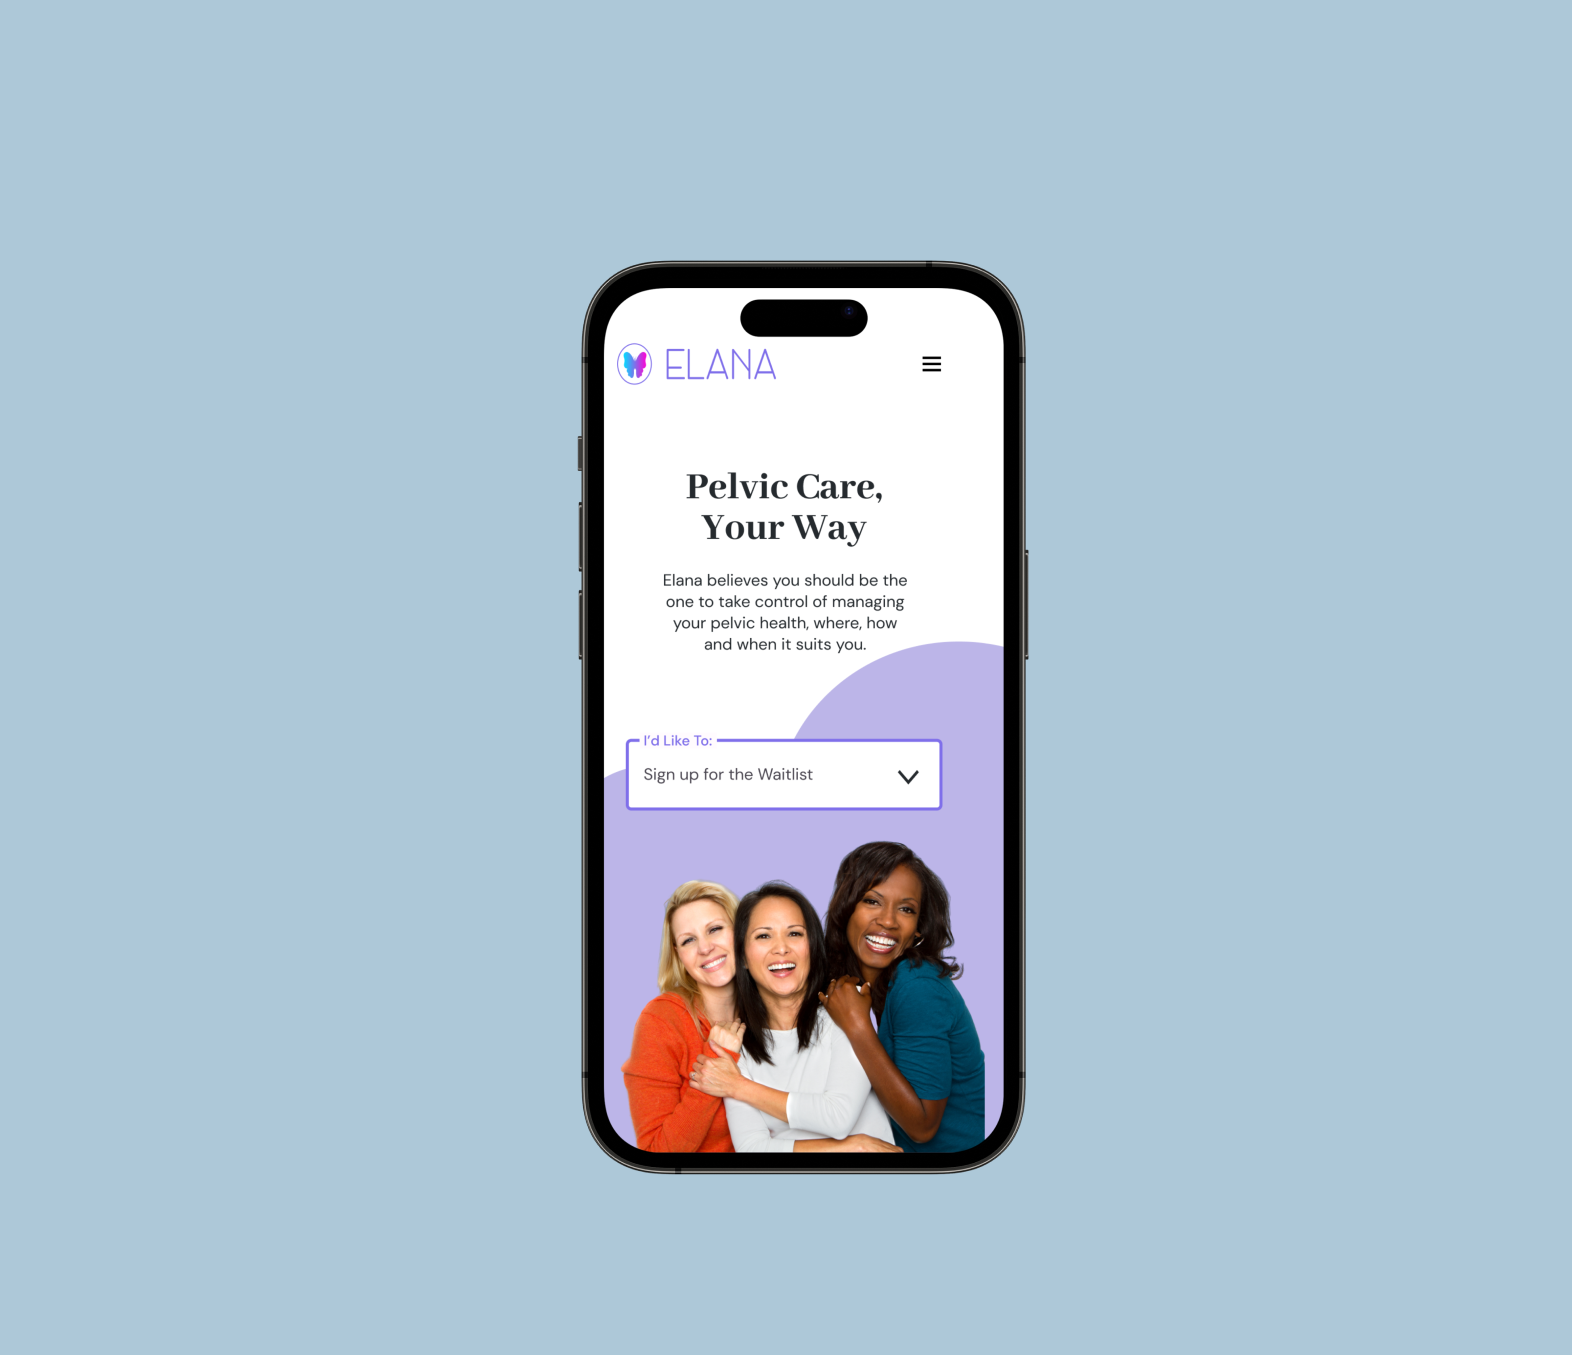 ELANA
Pelvic Care,
Your Way
Elana believes you should be the
one to take control of managing
your pelvic health, where, how
and when it suits you.
I'd Like To:
Sign up for the Waitlist